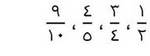 ١/٢ ، ٣/٤ ، ٤/٥ ، ٩/١٠